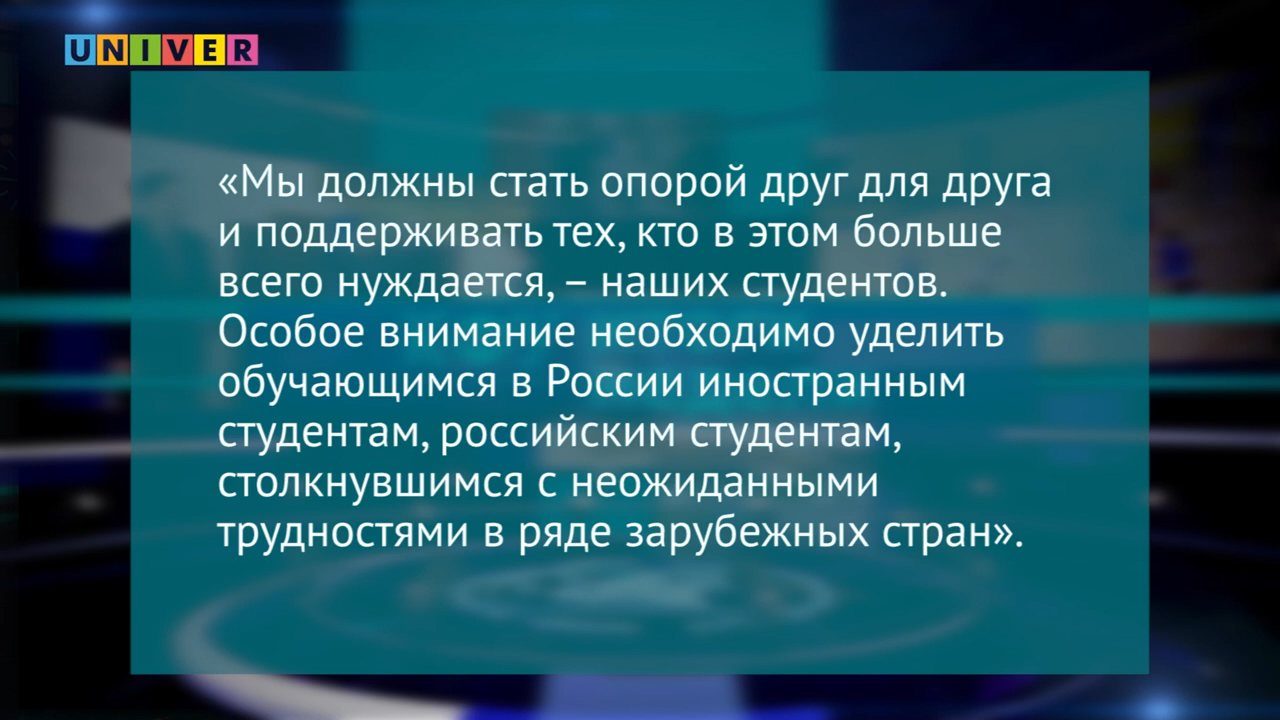 UNIVER
«Мы должны стать опорой друг для друга
и поддерживать тех, кто в этом больше
всего нуждается, – наших студентов.
Особое внимание необходимо уделить
обучающимся в России иностранным
студентам, российским студентам,
столкнувшимся с неожиданными
трудностями в ряде зарубежных стран».